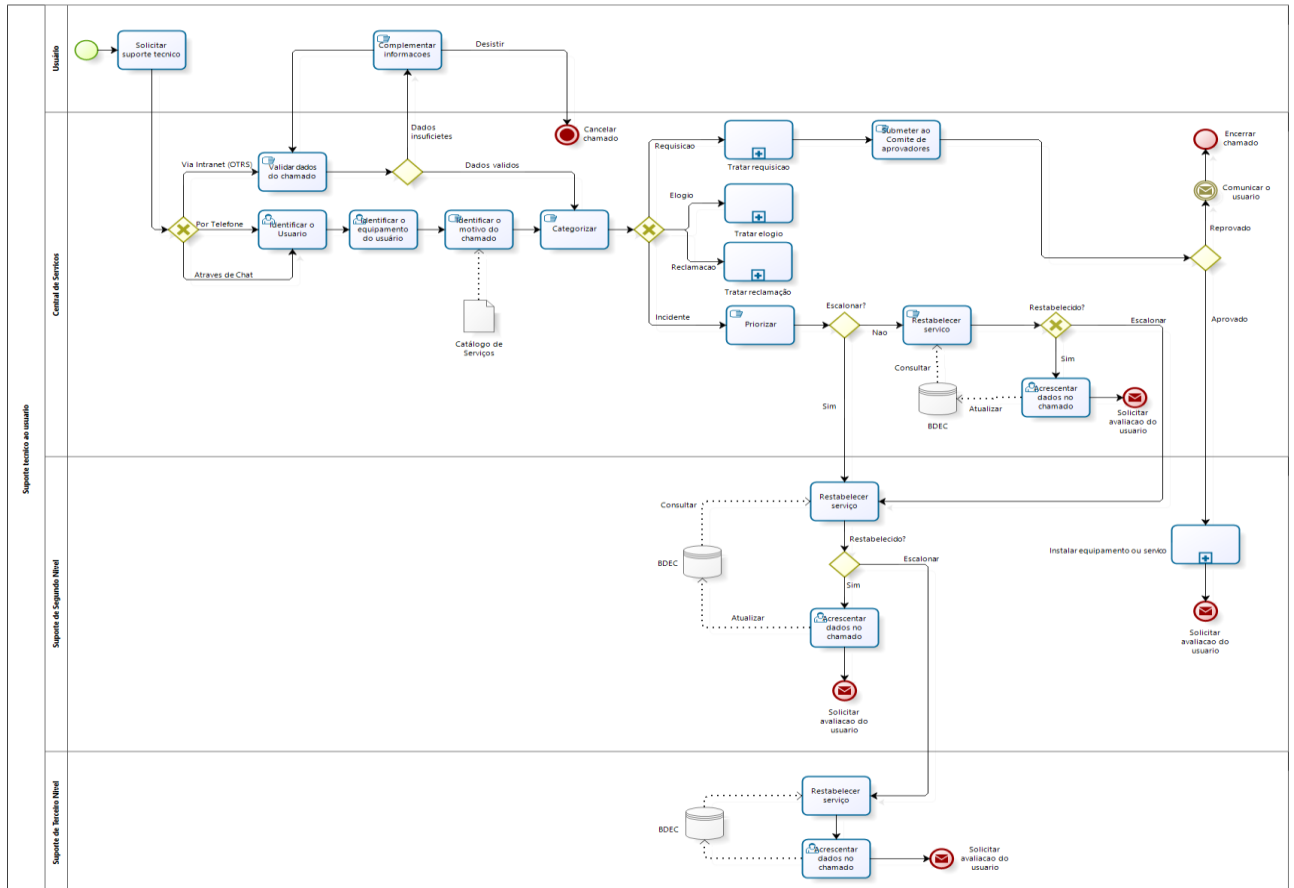 Suporte tecnico ao usuario
Usuário
Solicitar
suporte tecnico
Complementar
informacoes
Desistir
Central de Servicos
Dados
insuficietes
Cancelar
chamado
Via Intranet (OTRS)
Validar dados
do chamado
Dados validos
Por Telefone
Identificar o
Usuario
Identificar o
equipamento
do usuário
Identificar o
motivo do
chamado
Categorizar
Atraves de Chat
Catálogo de
Serviços
Requisicao
Tratar requisicao
Submeter ao
Comite de
aprovadores
Elogio
Tratar elogio
Reclamacao
Tratar reclamação
Incidente
Priorizar
Escalonar?
Nao
Sim
Restabelecer
servico
Restabelecido?
Escalonar
Sim
Consultar
BDEC
Atualizar
Acrescentar
dados no
chamado
Solicitar
avaliacao do
usuario
Encerrar
chamado
Comunicar o
usuario
Reprovado
Aprovado
Suporte de Segundo Nível
Restabelecer
serviço
Consultar
Restabelecido?
BDEC
Escalonar
Sim
Atualizar
Acrescentar
dados no
chamado
Solicitar
avaliacao do
usuario
Instalar equipamento ou servico
Solicitar
avaliacao do
usuario
Suporte de Terceiro Nível
Restabelecer
serviço
BDEC
Acrescentar
dados no
chamado
Solicitar
avaliacao do
usuario